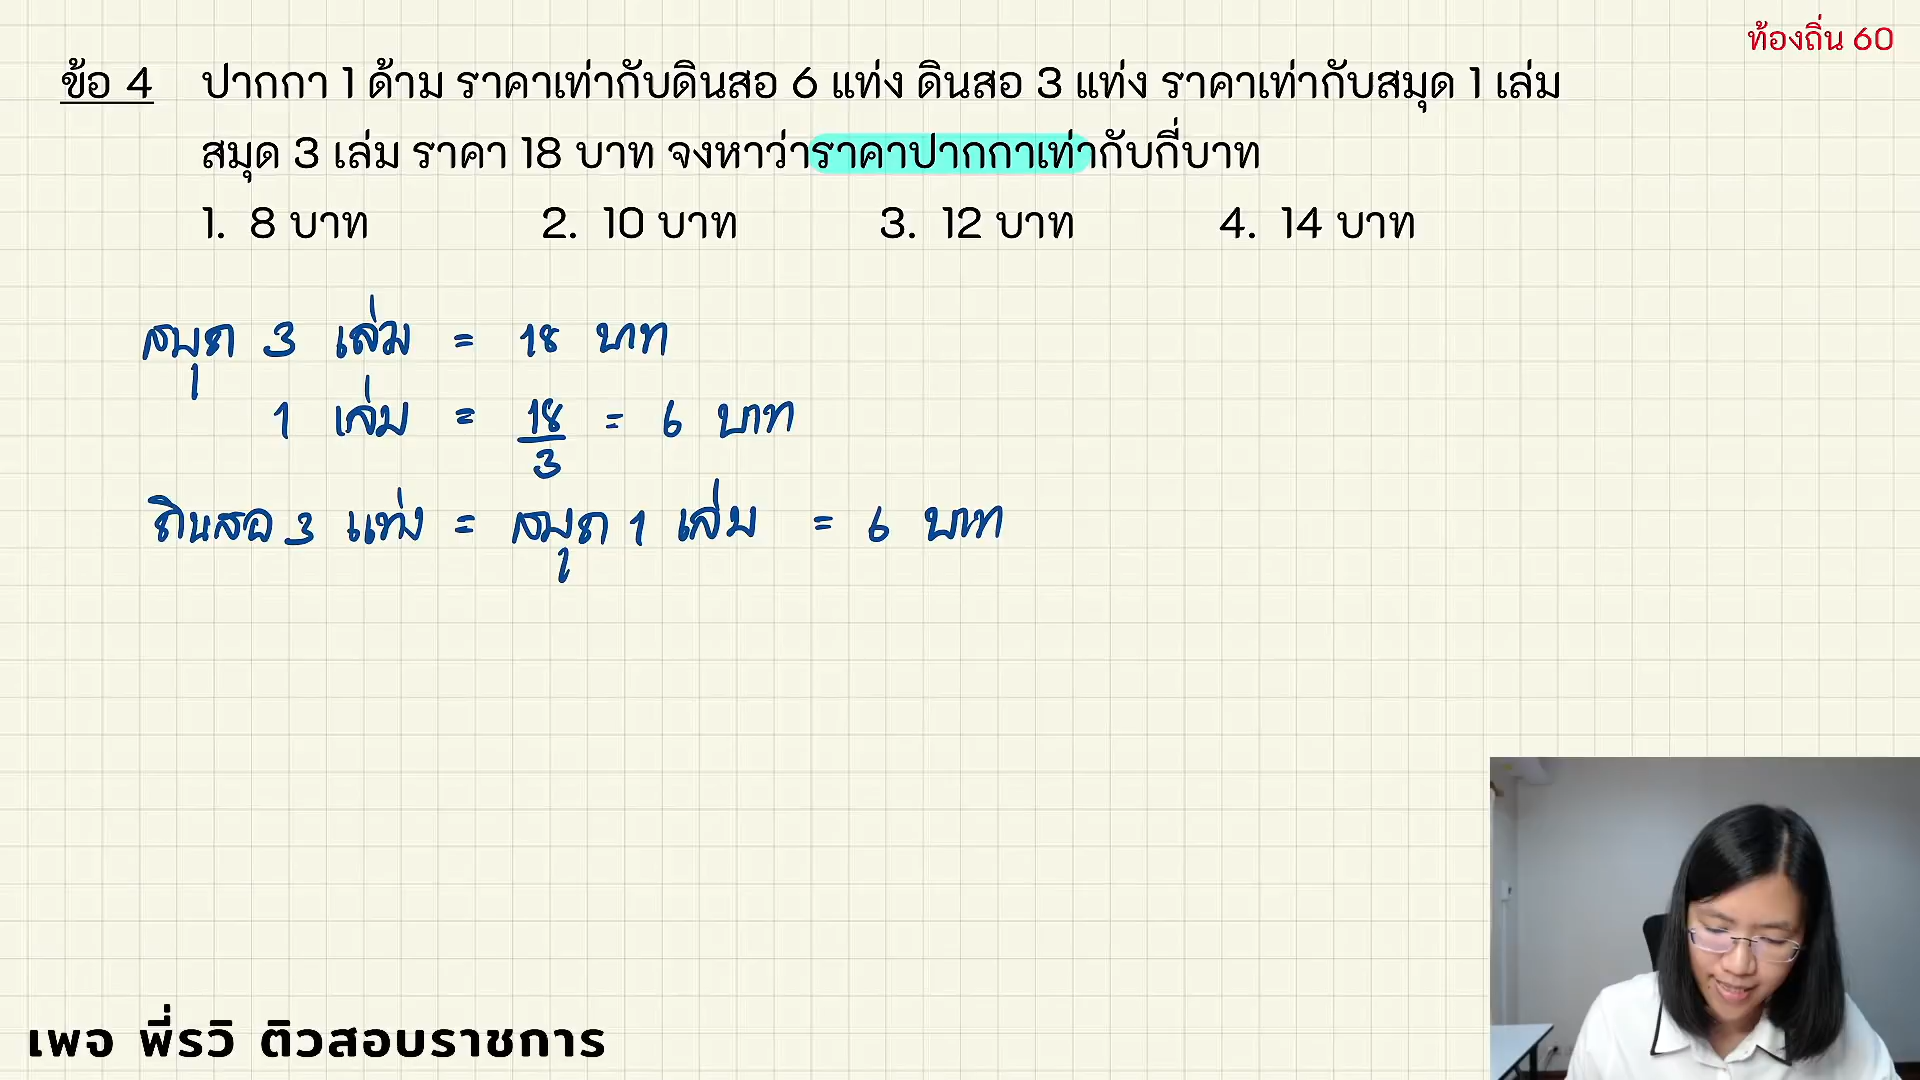 ท้องถิ่น 60
ข้อ 4 ปากกา 1 ด้าม ราคาเท่ากับดินสอ 6 แท่ง ดินสอ 3 แท่ง ราคาเท่ากับสมุด 1 เล่ม
สมุด 3 เล่ม ราคา 18 บาท จงหาว่าราคาปากกาเท่ากับกี่บาท
1. 8 บาท 2. 10 บาท 3. 12 บาท 4. 14 บาท
สมุด 3 เล่ม = 18 บาท
1 เล่ม = 18/3 = 6 บาท
ดินสอ 3 แท่ง = สมุด 1 เล่ม = 6 บาท
เพจ พี่รวิ ติวสอบราชการ